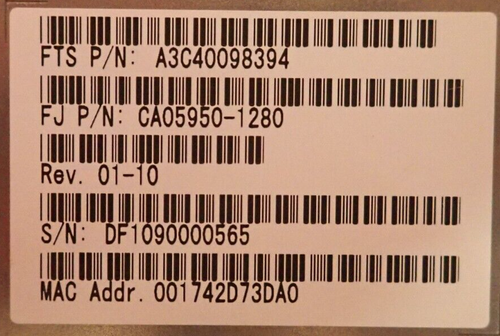 FTS P/N: A3C40098394
FJ P/N: CA05950-1280
Rev. 01-10
S/N: DF1090000565
MAC Addr. 001742D73DA0